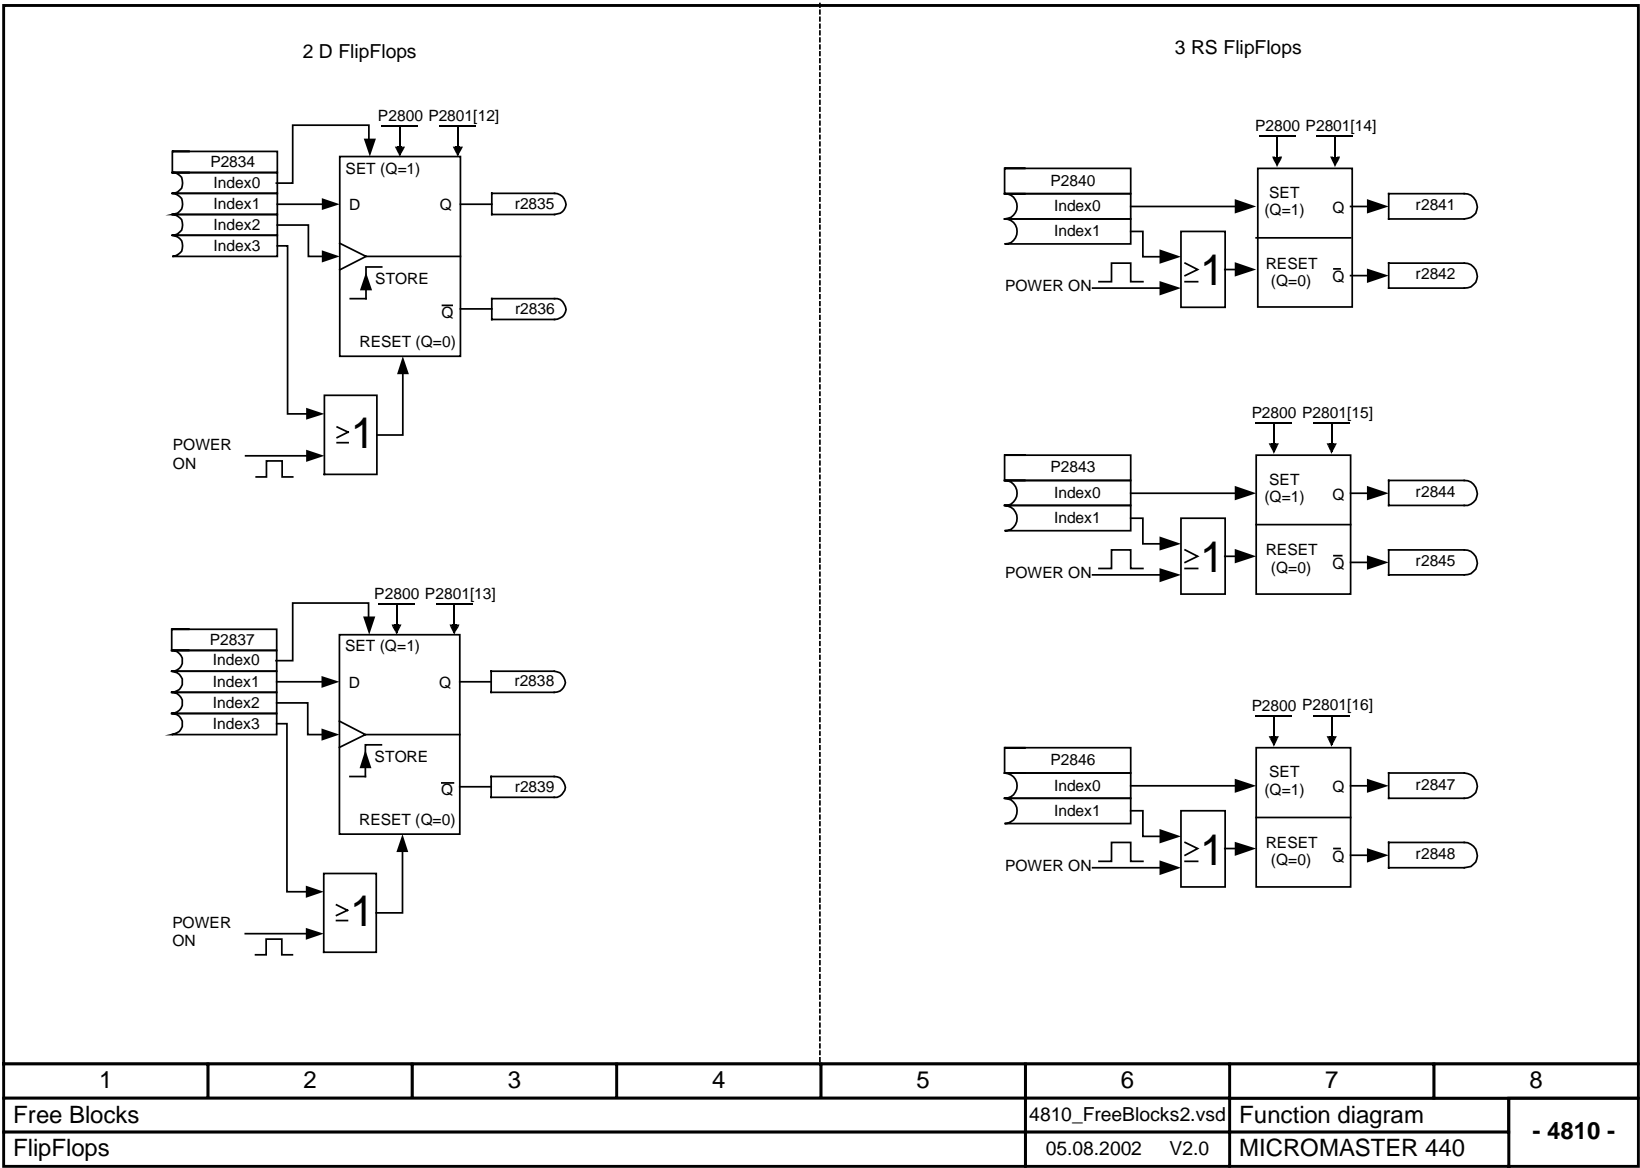 2 D FlipFlops
P2800 P2801[12]
P2834
Index0
Index1
Index2
Index3
SET (Q=1)
D
Q
STORE
Q
RESET (Q=0)
r2835
r2836
≥1
POWER
ON
P2800 P2801[13]
P2837
Index0
Index1
Index2
Index3
SET (Q=1)
D
Q
STORE
Q
RESET (Q=0)
r2838
r2839
≥1
POWER
ON
3 RS FlipFlops
P2800 P2801[14]
P2840
Index0
Index1
POWER ON
≥1
SET
(Q=1)
Q
RESET
(Q=0)
Q
r2841
r2842
P2800 P2801[15]
P2843
Index0
Index1
POWER ON
≥1
SET
(Q=1)
Q
RESET
(Q=0)
Q
r2844
r2845
P2800 P2801[16]
P2846
Index0
Index1
POWER ON
≥1
SET
(Q=1)
Q
RESET
(Q=0)
Q
r2847
r2848
1 2 3 4 5 6 7 8
Free Blocks
4810_FreeBlocks2.vsd
Function diagram
FlipFlops
05.08.2002 V2.0
MICROMASTER 440
- 4810 -